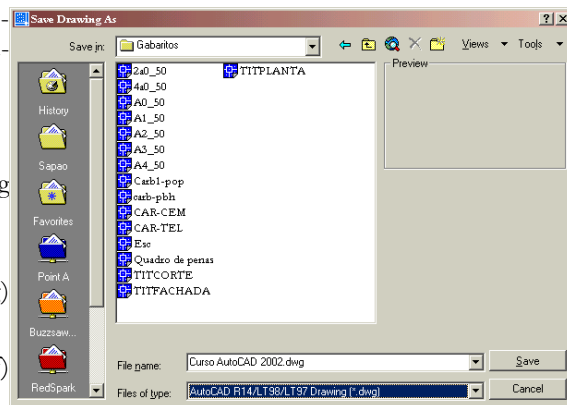 Save Drawing As
Save in: Gabaritos Views Tools
History
Sapao
Favorites
Point A
Buzzsaw...
RedSpark
2a0_50
4a0_50
A0_50
A1_50
A2_50
A3_50
A4_50
Carb1-pop
carb-pbh
CAR-CEM
CAR-TEL
Esc
Quadro de penas
TITCORTE
TITFACHADA
TITPLANTA
Preview
File name: Curso AutoCAD 2002.dwg Save
Files of type: AutoCAD R14/LT98/LT97 Drawing (*.dwg) Cancel